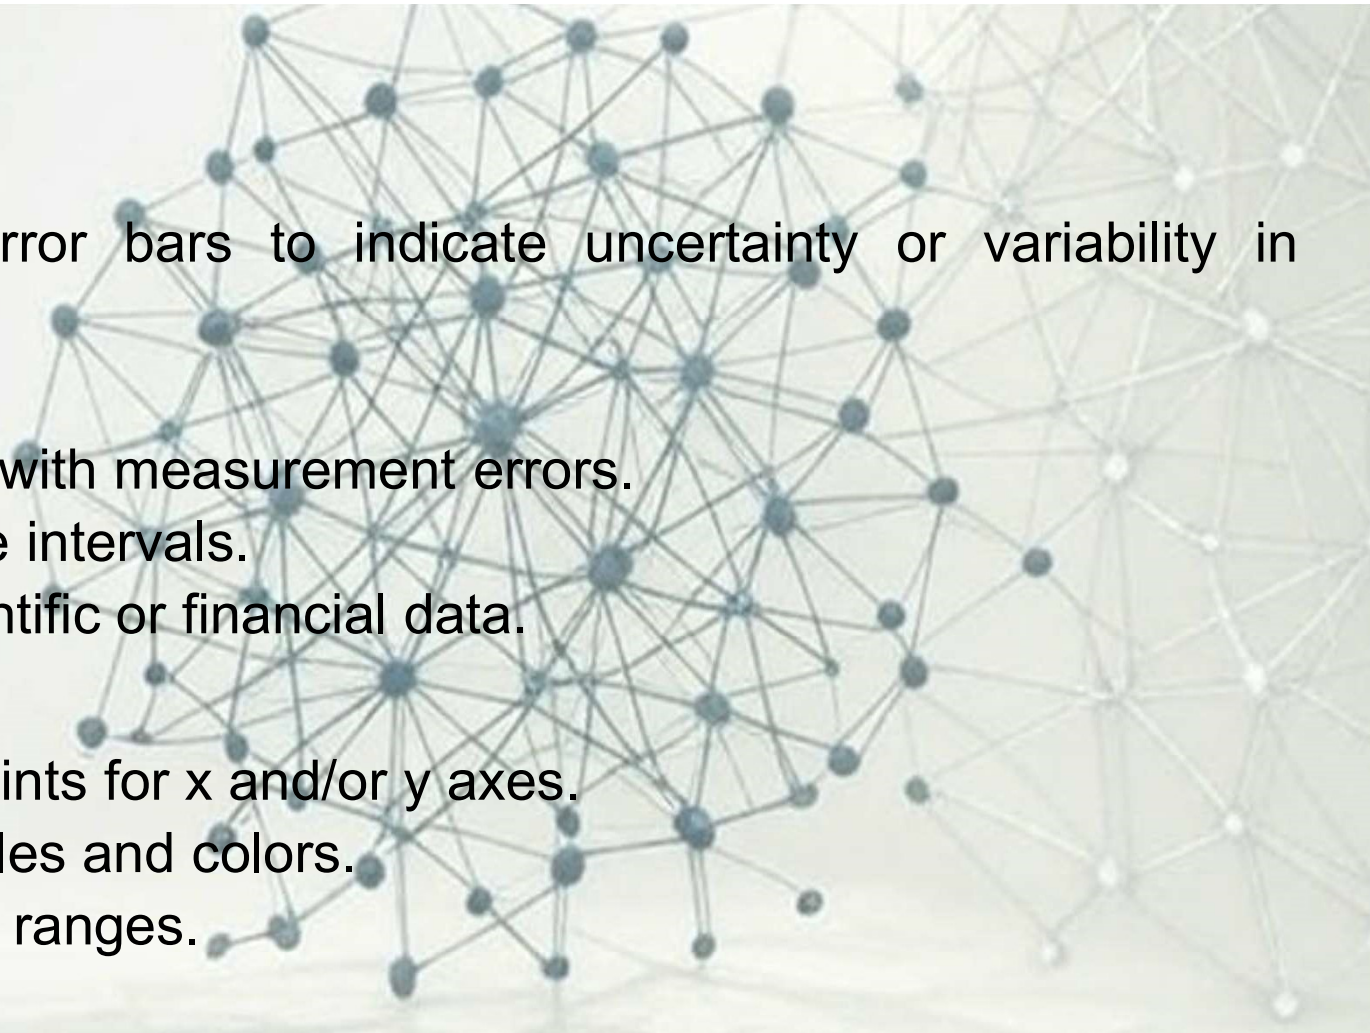 rror bars to indicate uncertainty or variability in
with measurement errors.
e intervals.
ntific or financial data.
ints for x and/or y axes.
les and colors.
ranges.